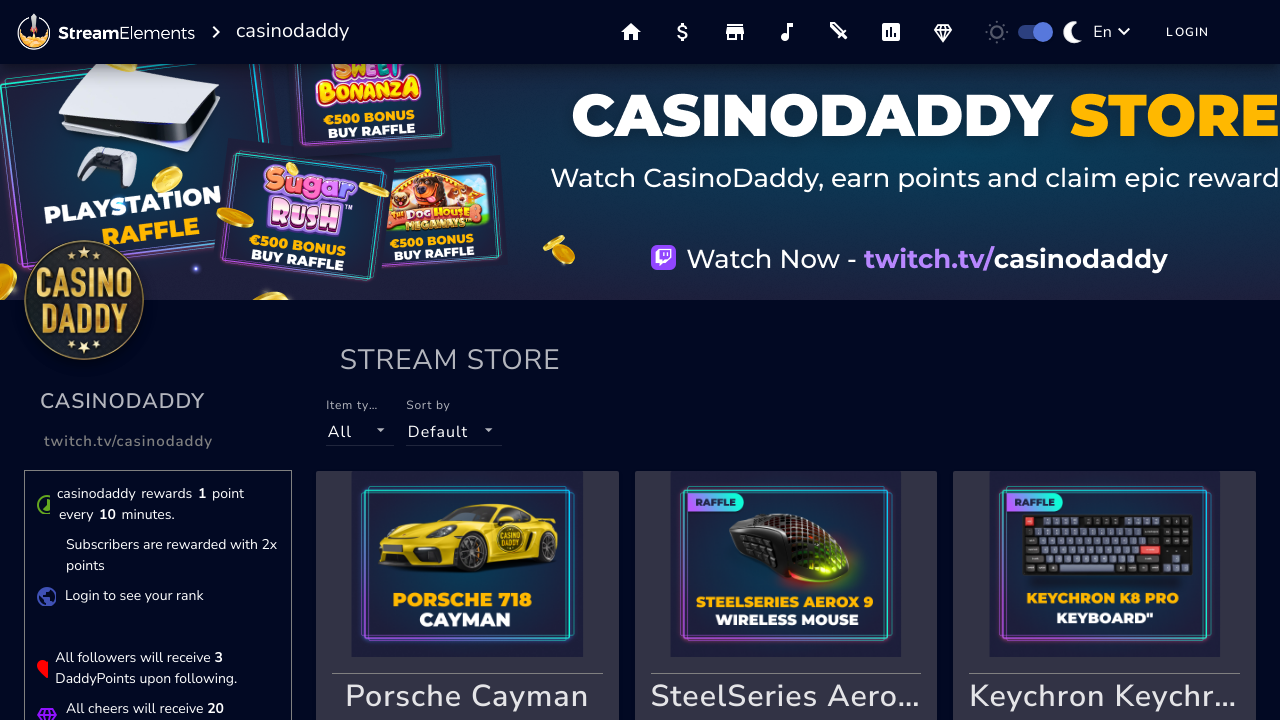 StreamElements
casinodaddy
En
LOGIN
SWEET
BONANZA
€500 BONUS
BUY RAFFLE
PLAYSTATION
RAFFLE
Sugar
RUSH™
€500 BONUS
BUY RAFFLE
THE DOG HOUSE
MEGAWAYS™
€500 BONUS
BUY RAFFLE
CASINODADDY STORE
Watch CasinoDaddy, earn points and claim epic reward
Watch Now - twitch.tv/casinodaddy
CASINO
DADDY
CASINODADDY
twitch.tv/casinodaddy
casinodaddy rewards 1 point
every 10 minutes.
Subscribers are rewarded with 2x
points
Login to see your rank
All followers will receive 3
DaddyPoints upon following.
All cheers will receive 20
STREAM STORE
Item ty...
Sort by
All
Default
CASINO
DADDY
PORSCHE 718
CAYMAN
Porsche Cayman
RAFFLE
STEELSERIES AEROX 9
WIRELESS MOUSE
SteelSeries Aero...
RAFFLE
KEYCHRON K8 PRO
KEYBOARD"
Keychron Keychr...